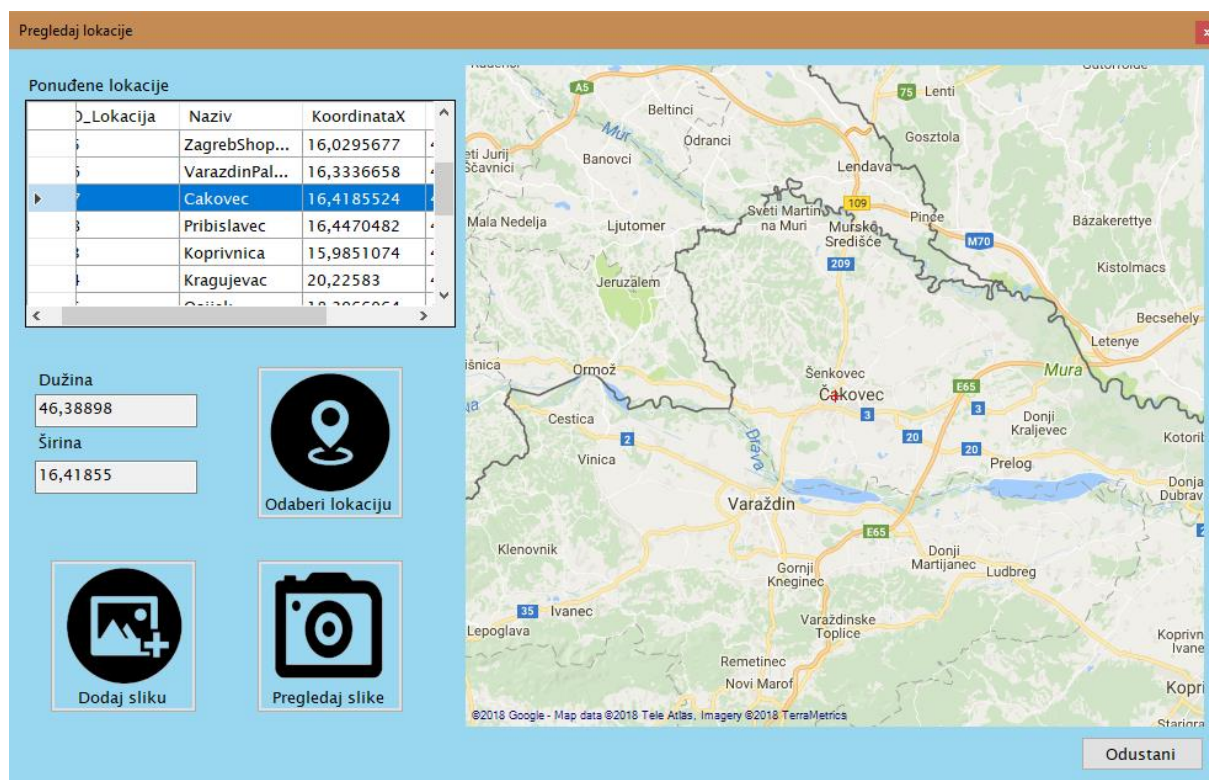 Pregledaj lokacije
Ponuđene lokacije
Naziv KoordinataX
ZagrebShop... 16,0295677
VarazdinPal... 16,3336658
Cakovec 16,4185524
Pribislavec 16,4470482
Koprivnica 15,9851074
Kragujevac 20,22583
Dužina
46,38898
Širina
16,41855
Odaberi lokaciju
Dodaj sliku
Pregledaj slike
A5
75 Lenti
Beltinci
Mur
Odranci
Gosztola
Banovci
Lendava
109
Sveti Martin
na Muri
Mursko
Središće
Pince
Mala Nedelja
Ljutomer
Bázakerettye
M70
209
Kistolmacs
Jeruzalem
Becsehely
Letenye
Ormož
Šenkovec
Čakovec
E65
Mura
3
3
Cestica
Donji
Kraljevec
2
Drava
20
20
Vinica
Prelog
Donja
Dubrav
Varaždin
E65
Klenovnik
Donji
Martijanec
Ludbreg
Gornji
Kneginec
35 Ivanec
Varaždinske
Toplice
Lepoglava
Remetinec
Novi Marof
©2018 Google - Map data ©2018 Tele Atlas, Imagery ©2018 TerraMetrics
Odustani